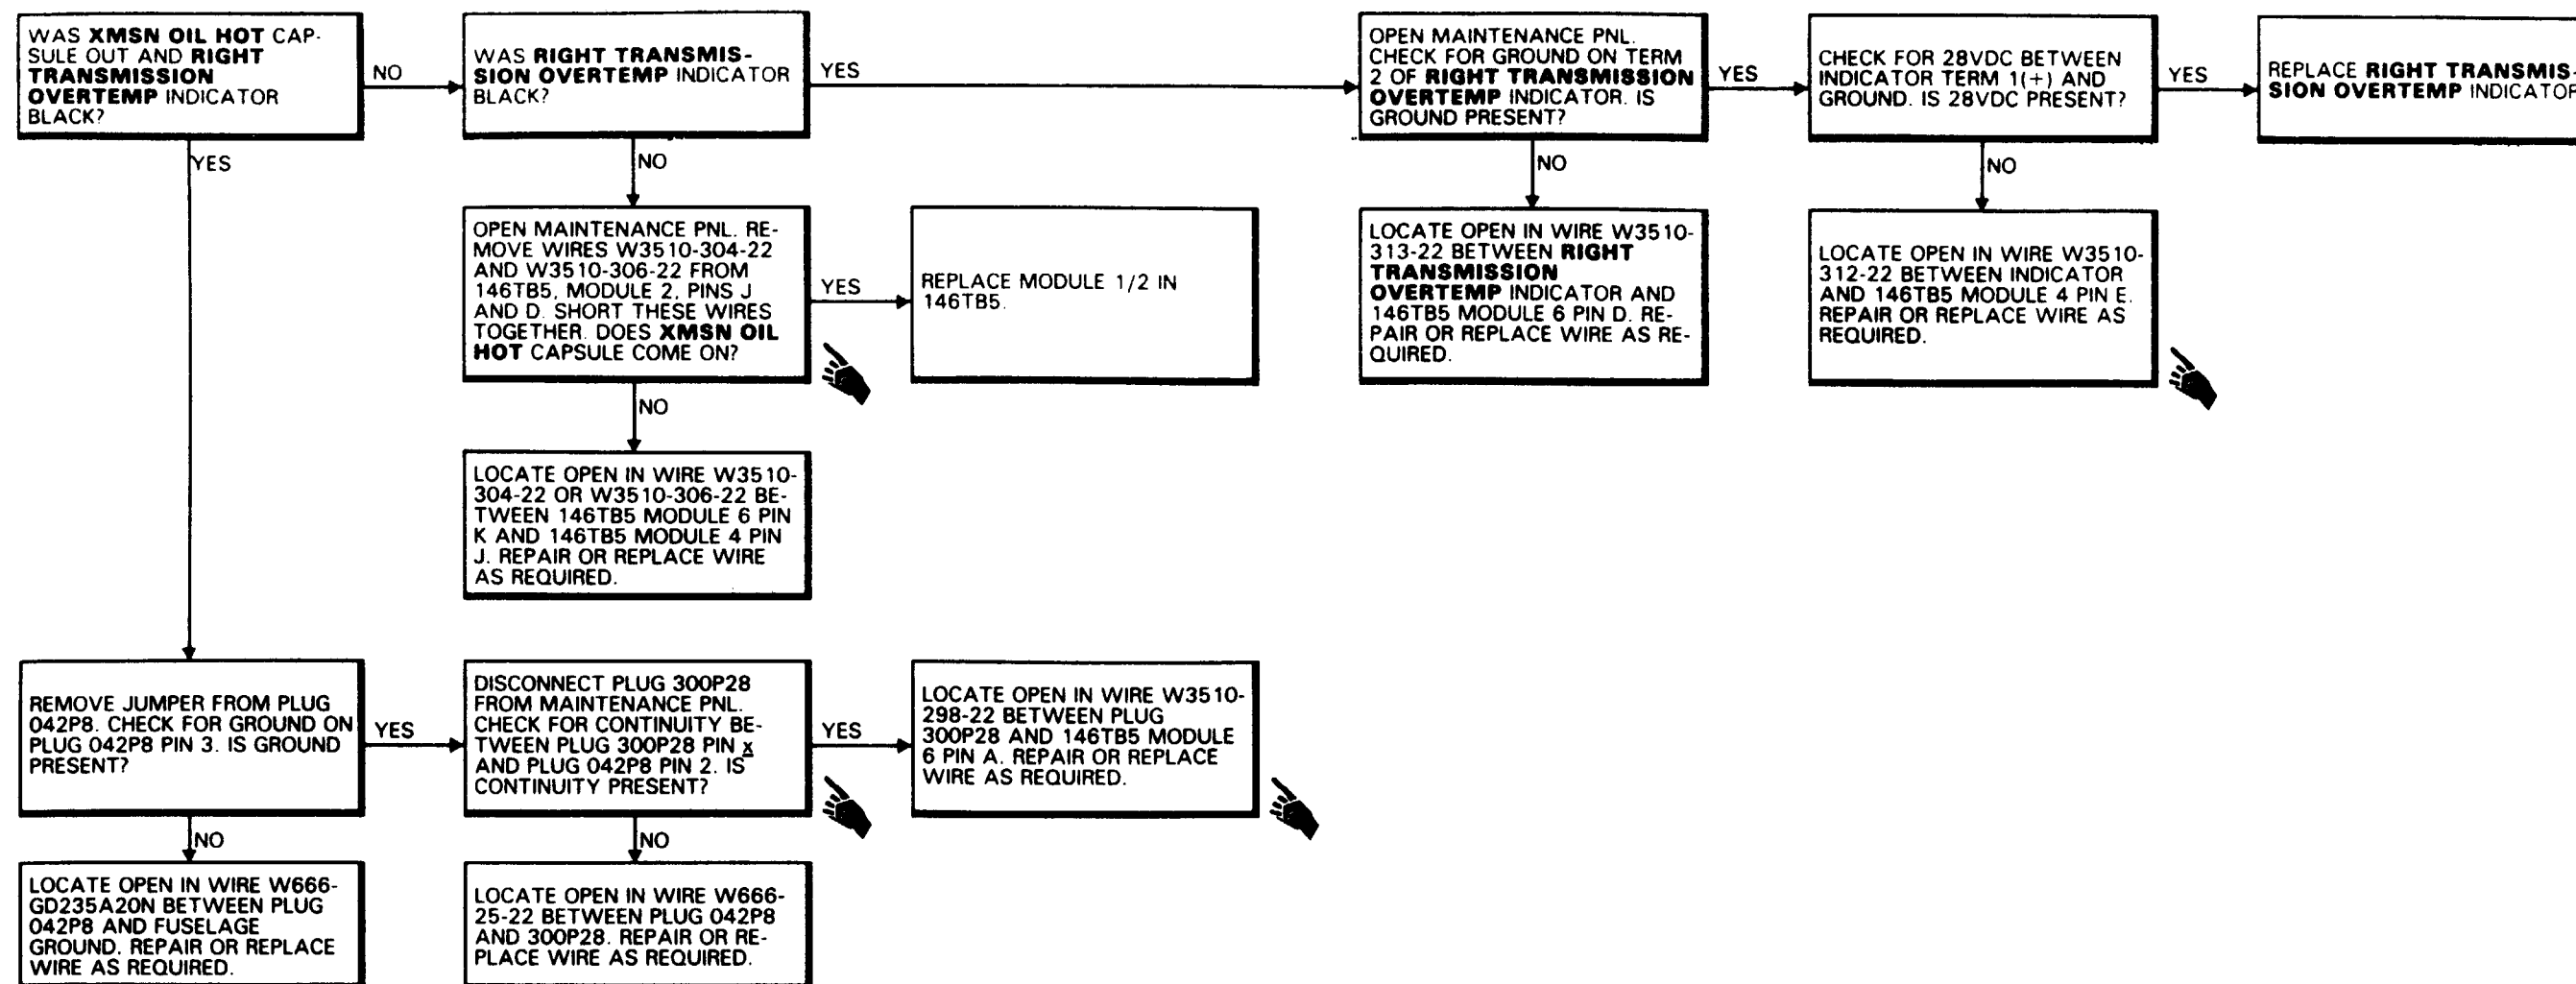 WAS XMSN OIL HOT CAP-
SULE OUT AND RIGHT
TRANSMISSION
OVERTEMP INDICATOR
BLACK?
NO
WAS RIGHT TRANSMIS-
SION OVERTEMP INDICATOR
BLACK?
YES
OPEN MAINTENANCE PNL.
CHECK FOR GROUND ON TERM
2 OF RIGHT TRANSMISSION
OVERTEMP INDICATOR. IS
GROUND PRESENT?
YES
CHECK FOR 28VDC BETWEEN
INDICATOR TERM 1(+) AND
GROUND. IS 28VDC PRESENT?
YES
REPLACE RIGHT TRANSMIS-
SION OVERTEMP INDICATOR
YES
NO
NO
NO
OPEN MAINTENANCE PNL. RE-
MOVE WIRES W3510-304-22
AND W3510-306-22 FROM
146TB5, MODULE 2, PINS J
AND D. SHORT THESE WIRES
TOGETHER. DOES XMSN OIL
HOT CAPSULE COME ON?
YES
REPLACE MODULE 1/2 IN
146TB5.
LOCATE OPEN IN WIRE W3510-
313-22 BETWEEN RIGHT
TRANSMISSION
OVERTEMP INDICATOR AND
146TB5 MODULE 6 PIN D. RE-
PAIR OR REPLACE WIRE AS RE-
QUIRED.
LOCATE OPEN IN WIRE W3510-
312-22 BETWEEN INDICATOR
AND 146TB5 MODULE 4 PIN E.
REPAIR OR REPLACE WIRE AS
REQUIRED.
NO
LOCATE OPEN IN WIRE W3510-
304-22 OR W3510-306-22 BE-
TWEEN 146TB5 MODULE 6 PIN
K AND 146TB5 MODULE 4 PIN
J. REPAIR OR REPLACE WIRE
AS REQUIRED.
REMOVE JUMPER FROM PLUG
042P8. CHECK FOR GROUND ON
PLUG 042P8 PIN 3. IS GROUND
PRESENT?
YES
DISCONNECT PLUG 300P28
FROM MAINTENANCE PNL.
CHECK FOR CONTINUITY BE-
TWEEN PLUG 300P28 PIN x
AND PLUG 042P8 PIN 2. IS
CONTINUITY PRESENT?
YES
LOCATE OPEN IN WIRE W3510-
298-22 BETWEEN PLUG
300P28 AND 146TB5 MODULE
6 PIN A. REPAIR OR REPLACE
WIRE AS REQUIRED.
NO
NO
LOCATE OPEN IN WIRE W666-
GD235A20N BETWEEN PLUG
042P8 AND FUSELAGE
GROUND. REPAIR OR REPLACE
WIRE AS REQUIRED.
LOCATE OPEN IN WIRE W666-
25-22 BETWEEN PLUG 042P8
AND 300P28. REPAIR OR RE-
PLACE WIRE AS REQUIRED.